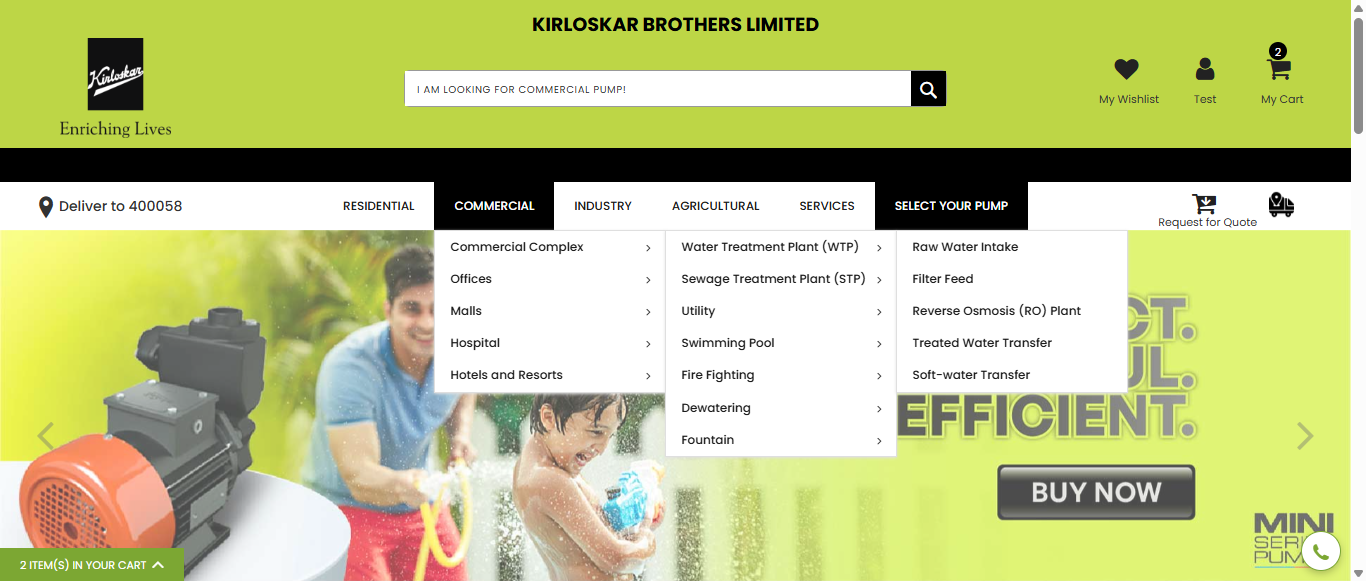 KIRLOSKAR BROTHERS LIMITED
Kirloskar
Enriching Lives
I AM LOOKING FOR COMMERCIAL PUMP!
2
My Wishlist
Test
My Cart
Deliver to 400058
RESIDENTIAL
COMMERCIAL
INDUSTRY
AGRICULTURAL
SERVICES
SELECT YOUR PUMP
Request for Quote
Commercial Complex
Offices
Malls
Hospital
Hotels and Resorts
Water Treatment Plant (WTP)
Sewage Treatment Plant (STP)
Utility
Swimming Pool
Fire Fighting
Dewatering
Fountain
Raw Water Intake
Filter Feed
Reverse Osmosis (RO) Plant
Treated Water Transfer
Soft-water Transfer
CT.
UL.
EFFICIENT.
BUY NOW
MINI
SERI
PUM
2 ITEM(S) IN YOUR CART